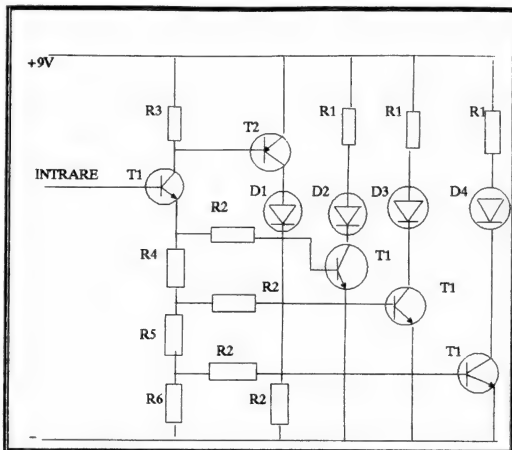 +9V
R3
T2
R1
R1
R1
INTRARE
T1
D1
D2
D3
D4
R2
R4
T1
R2
T1
R5
R2
T1
R6
R2
-